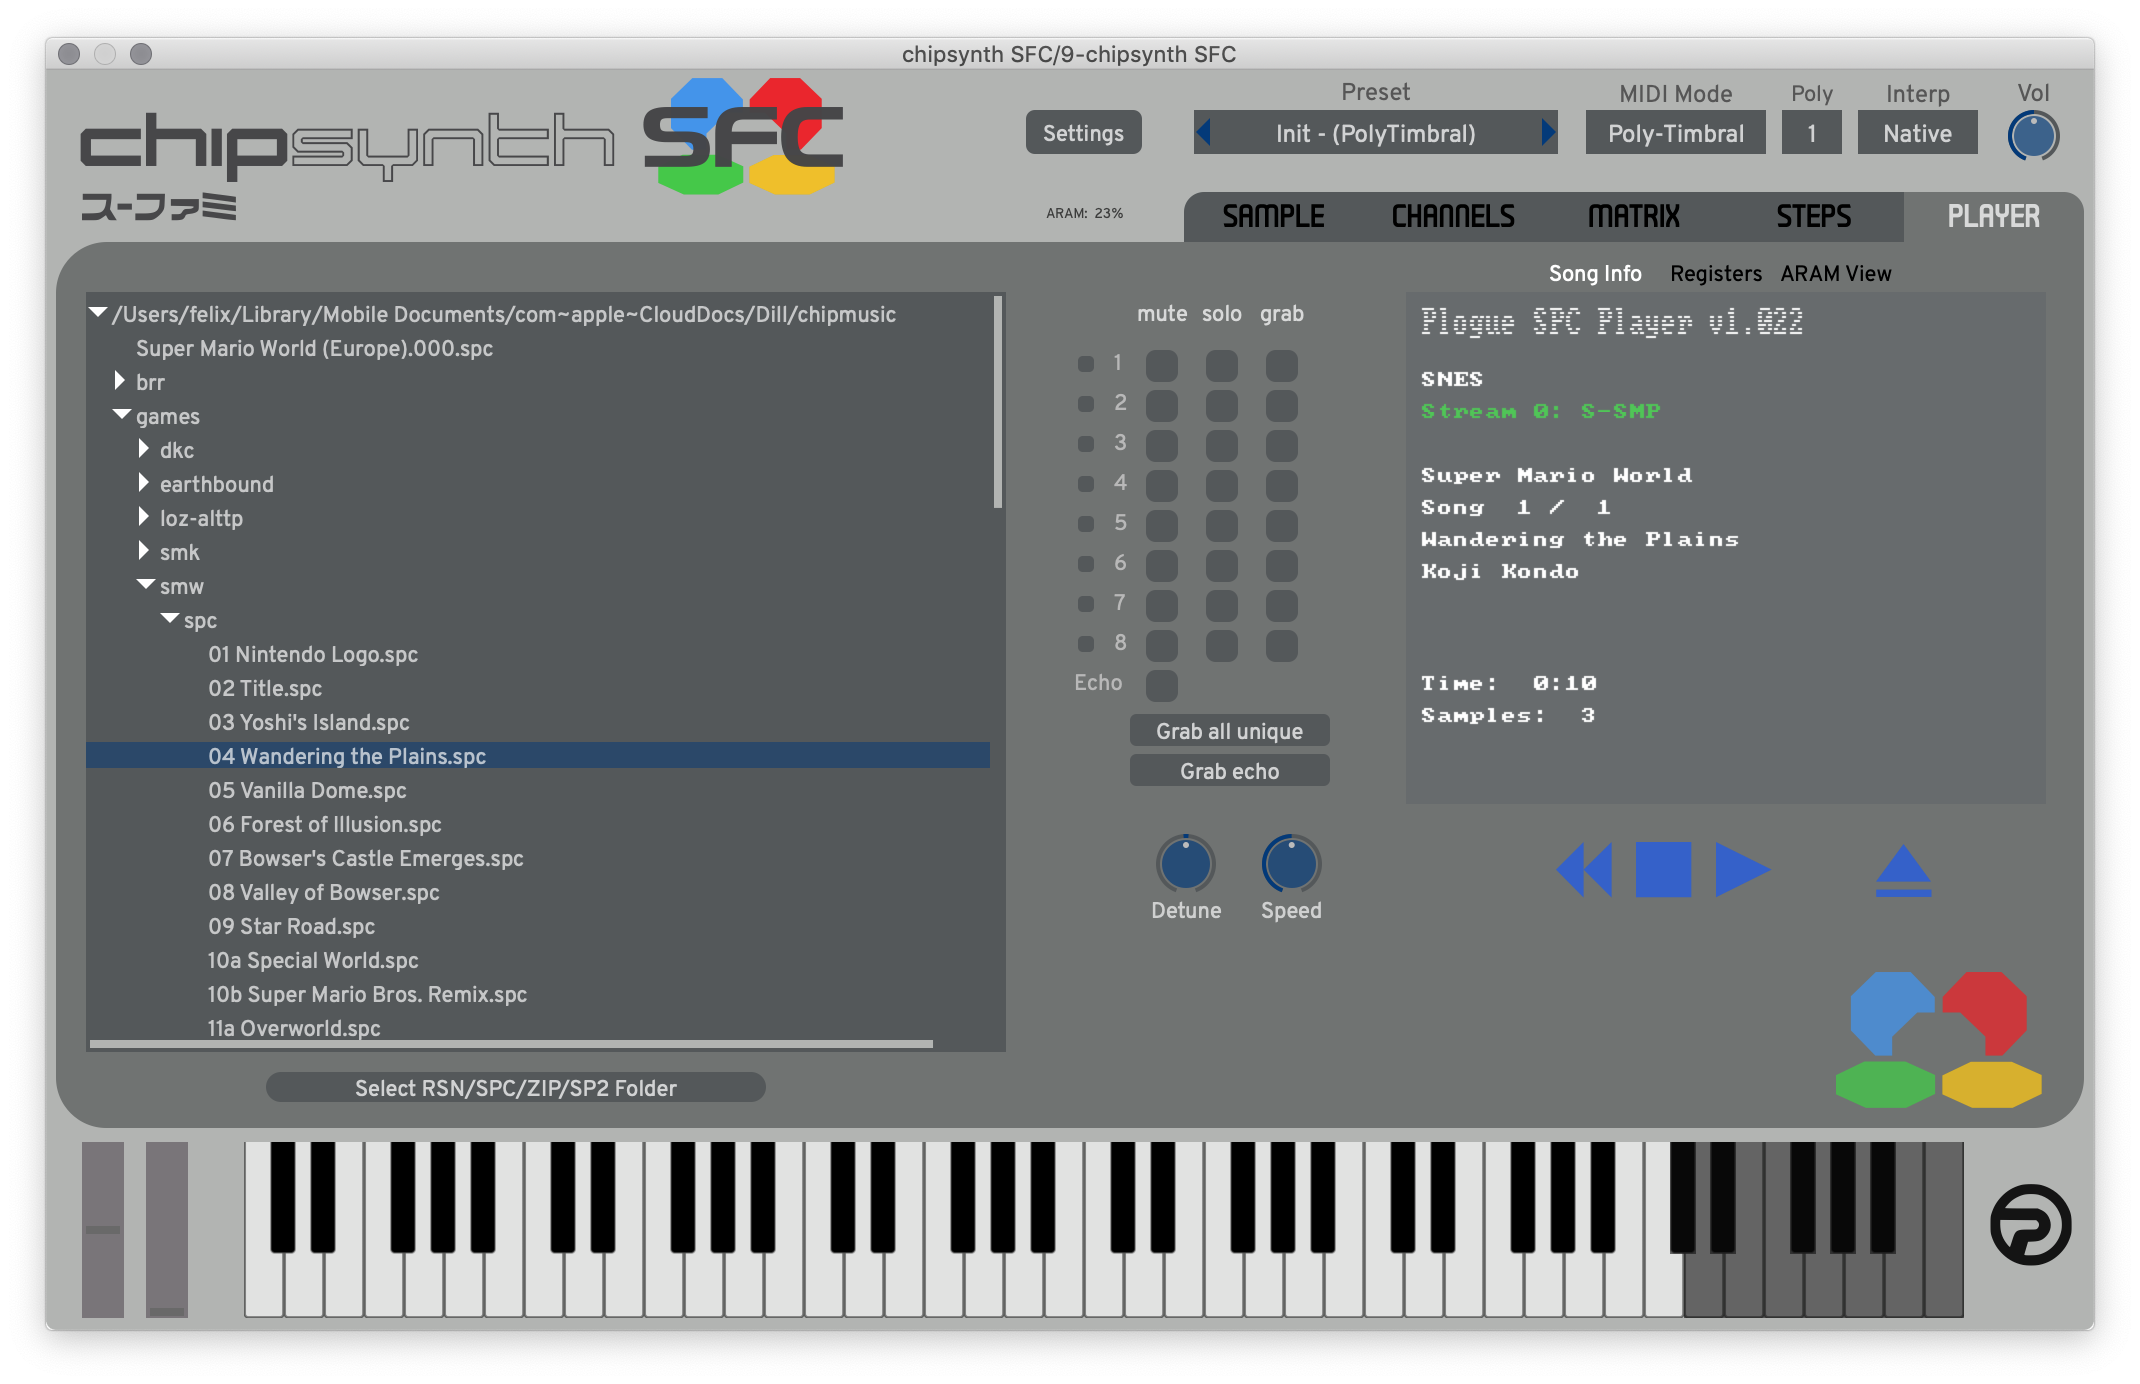 chipsynth SFC/9-chipsynth SFC
chipsynth SFC
スーファミ
Settings
Preset
Init - (PolyTimbral)
MIDI Mode
Poly-Timbral
Poly
1
Interp
Native
Vol
ARAM: 23%
SAMPLE CHANNELS MATRIX STEPS PLAYER
Song Info Registers ARAM View
/Users/felix/Library/Mobile Documents/com~apple~CloudDocs/Dill/chipmusic
Super Mario World (Europe).000.spc
brr
games
dkc
earthbound
loz-alttp
smk
smw
spc
01 Nintendo Logo.spc
02 Title.spc
03 Yoshi's Island.spc
04 Wandering the Plains.spc
05 Vanilla Dome.spc
06 Forest of Illusion.spc
07 Bowser's Castle Emerges.spc
08 Valley of Bowser.spc
09 Star Road.spc
10a Special World.spc
10b Super Mario Bros. Remix.spc
11a Overworld.spc
Select RSN/SPC/ZIP/SP2 Folder
mute solo grab
1
2
3
4
5
6
7
8
Echo
Grab all unique
Grab echo
Detune Speed
Plogue SPC Player v1.022
SNES
Stream 0: S-SMP
Super Mario World
Song 1 / 1
Wandering the Plains
Koji Kondo
Time: 0:10
Samples: 3